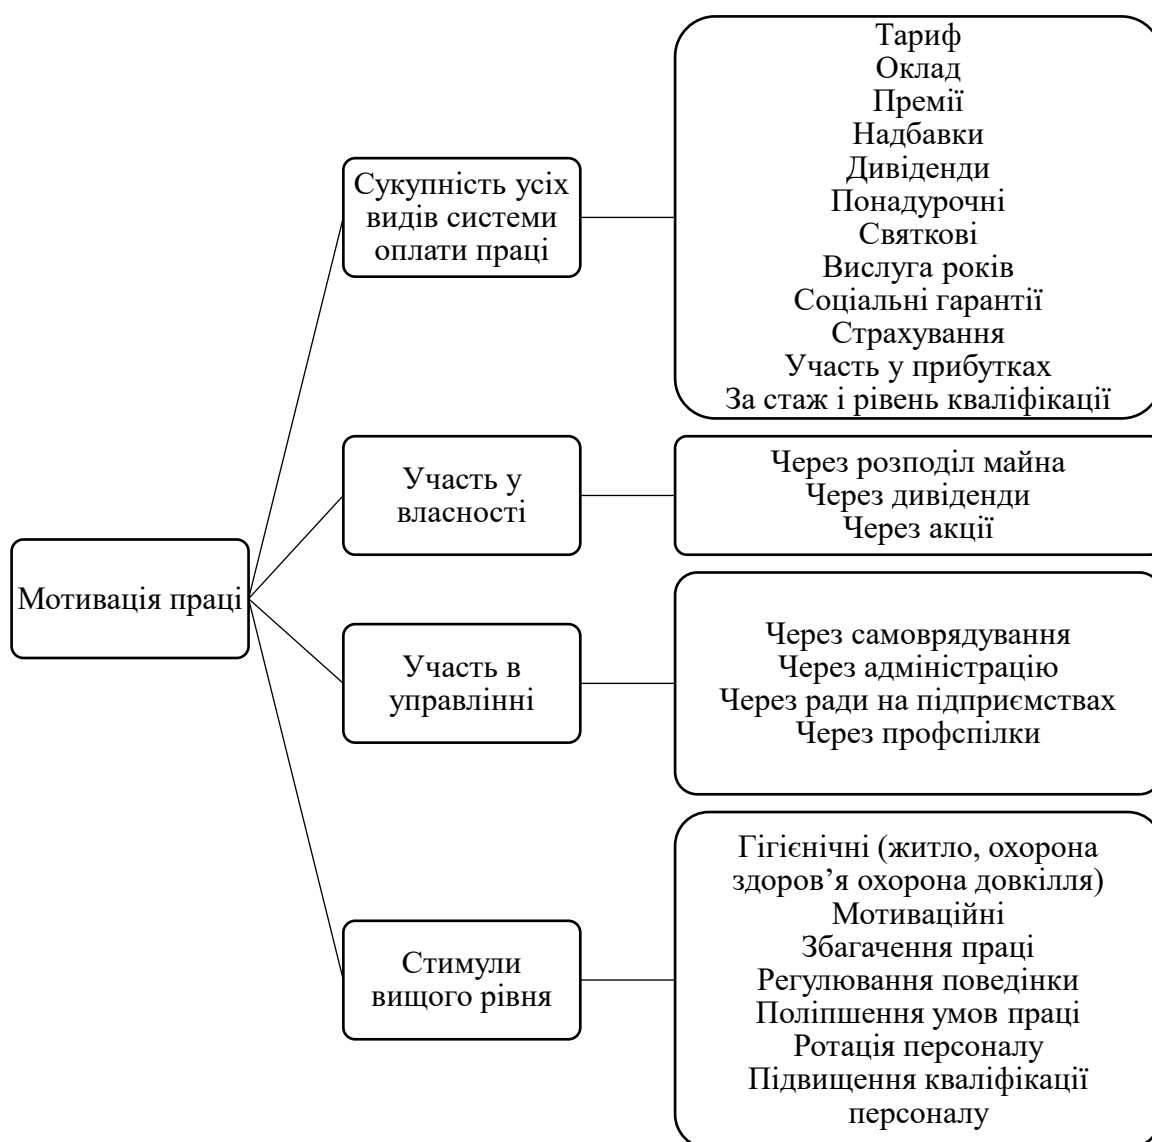 Мотивація праці
Сукупність усіх
видів системи
оплати праці
Тариф
Оклад
Премії
Надбавки
Дивіденди
Понадурочні
Святкові
Вислуга років
Соціальні гарантії
Страхування
Участь у прибутках
За стаж і рівень кваліфікації
Участь у
власності
Через розподіл майна
Через дивіденди
Через акції
Участь в
управлінні
Через самоврядування
Через адміністрацію
Через ради на підприємствах
Через профспілки
Стимули
вищого рівня
Гігієнічні (житло, охорона
здоров’я охорона довкілля)
Мотиваційні
Збагачення праці
Регулювання поведінки
Поліпшення умов праці
Ротація персоналу
Підвищення кваліфікації
персоналу